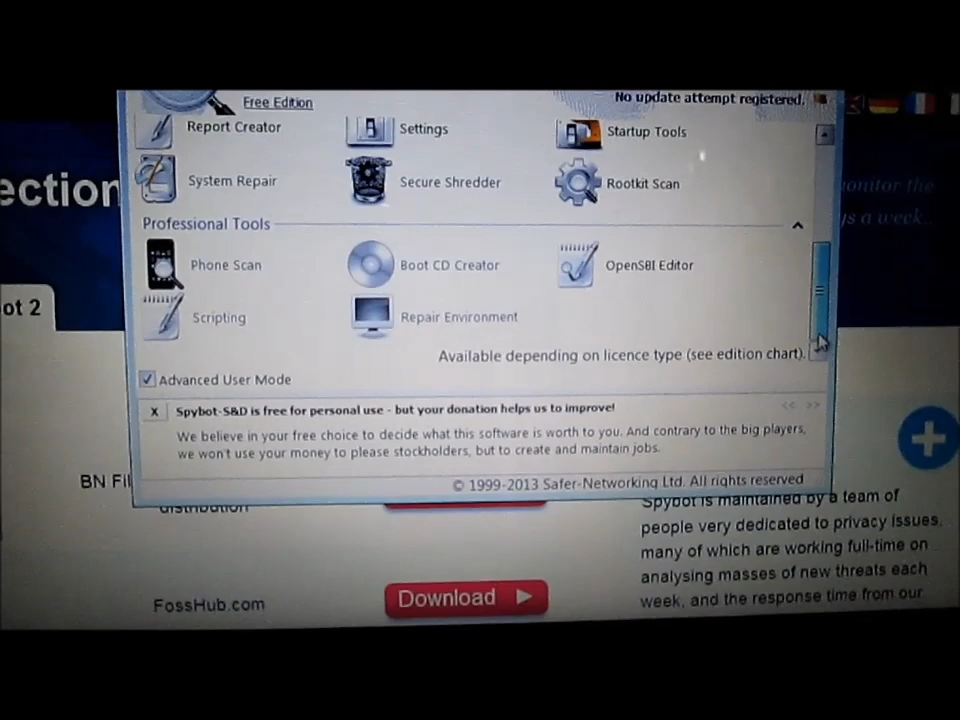 Free Edition
No update attempt registered.
Report Creator
Settings
Startup Tools
System Repair
Secure Shredder
Rootkit Scan
ection
onitor the
ys a week...
Professional Tools
Phone Scan
Boot CD Creator
OpenSBI Editor
ot 2
Scripting
Repair Environment
Available depending on licence type (see edition chart).
Advanced User Mode
X Spybot-S&D is free for personal use - but your donation helps us to improve! << >>
We believe in your free choice to decide what this software is worth to you. And contrary to the big players,
we won't use your money to please stockholders, but to create and maintain jobs.
© 1999-2013 Safer-Networking Ltd. All rights reserved
BN Fil
distribution
Spybot is maintained by a team of
people very dedicated to privacy issues,
many of which are working full-time on
analysing masses of new threats each
week, and the response time from our
FossHub.com
Download